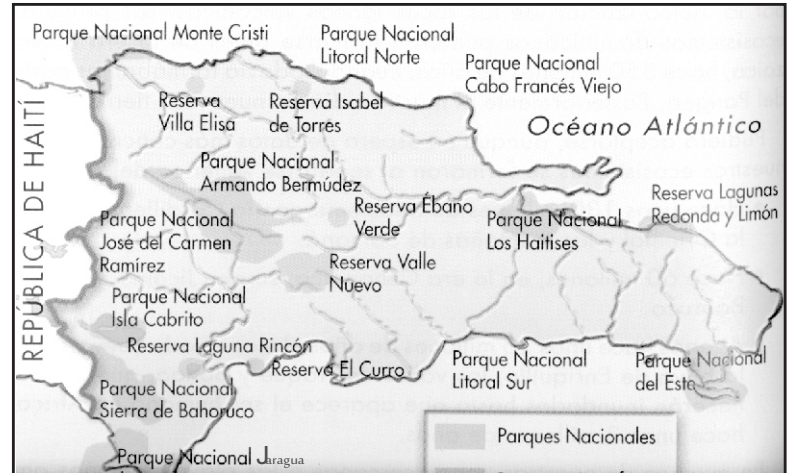 Parque Nacional Monte Cristi
Parque Nacional
Litoral Norte
Parque Nacional
Cabo Francés Viejo
Océano Atlántico
Reserva
Villa Elisa
Reserva Isabel
de Torres
Parque Nacional
Armando Bermúdez
REPÚBLICA DE HAITÍ
Reserva Ébano
Verde
Parque Nacional
Los Haitises
Reserva Lagunas
Redonda y Limón
Parque Nacional
José del Carmen
Ramírez
Reserva Valle
Nuevo
Parque Nacional
Isla Cabrito
Reserva Laguna Rincón
Reserva El Curro
Parque Nacional
Litoral Sur
Parque Nacional
del Este
Parque Nacional
Sierra de Bahoruco
Parque Nacional Jaragua
Parques Nacionales